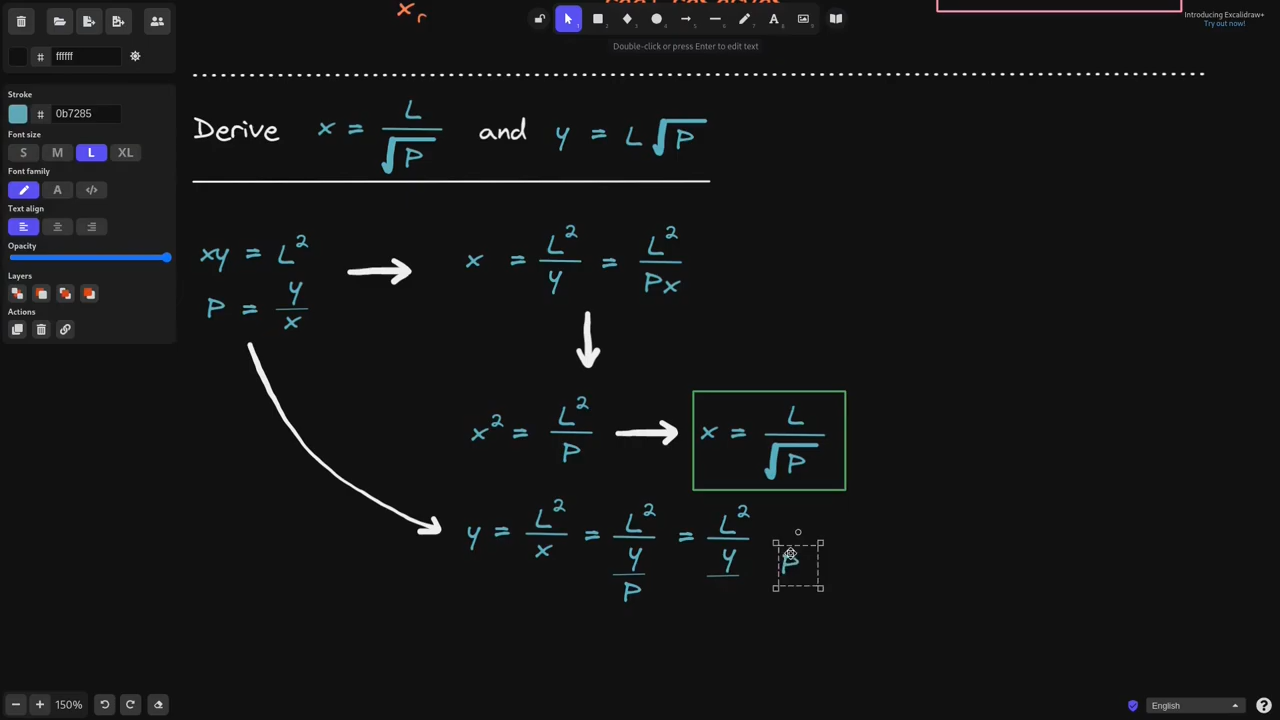 x r
Introducing Excalidraw+
Try out now!
Double-click or press Enter to edit text
# ffffff
Stroke
# 0b7285
Font size
S M L XL
Font family
A </>
Text align
Opacity
Layers
Actions
Derive x = L / √P and y = L √P
xy = L²
P = y / x
x = L² / y = L² / Px
x² = L² / P
x = L / √P
y = L² / x = L² / (y / P) = L² / y P
150%
English